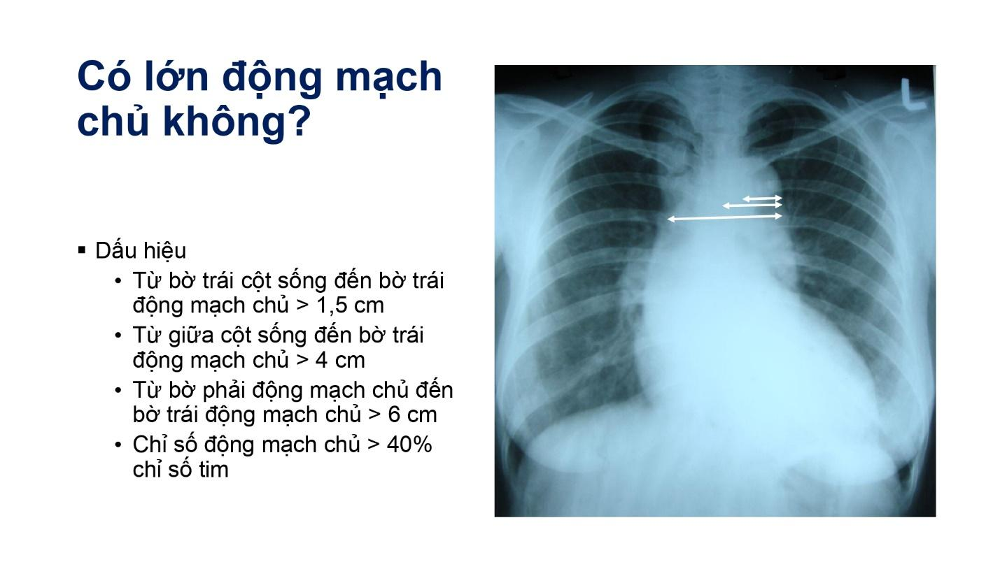 Có lớn động mạch
chủ không?
L
▪ Dấu hiệu
• Từ bờ trái cột sống đến bờ trái
động mạch chủ > 1,5 cm
• Từ giữa cột sống đến bờ trái
động mạch chủ > 4 cm
• Từ bờ phải động mạch chủ đến
bờ trái động mạch chủ > 6 cm
• Chỉ số động mạch chủ > 40%
chỉ số tim